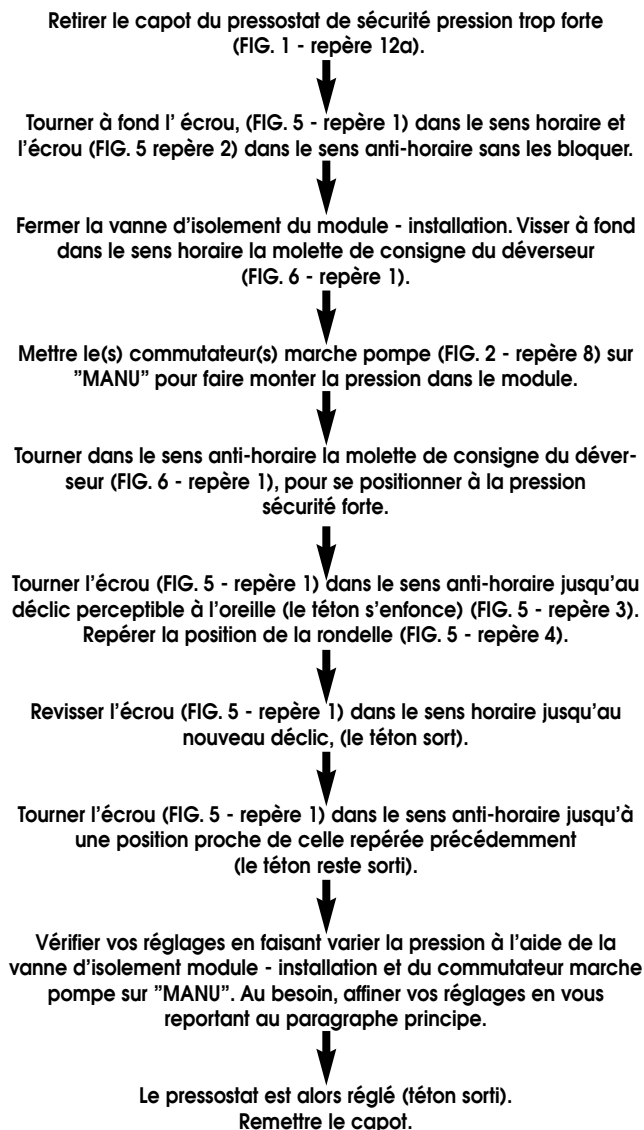 Retirer le capot du pressostat de sécurité pression trop forte
(FIG. 1 - repère 12a).
Tourner à fond l' écrou, (FIG. 5 - repère 1) dans le sens horaire et
l'écrou (FIG. 5 repère 2) dans le sens anti-horaire sans les bloquer.
Fermer la vanne d'isolement du module - installation. Visser à fond
dans le sens horaire la molette de consigne du déverseur
(FIG. 6 - repère 1).
Mettre le(s) commutateur(s) marche pompe (FIG. 2 - repère 8) sur
"MANU" pour faire monter la pression dans le module.
Tourner dans le sens anti-horaire la molette de consigne du déver-
seur (FIG. 6 - repère 1), pour se positionner à la pression
sécurité forte.
Tourner l'écrou (FIG. 5 - repère 1) dans le sens anti-horaire jusqu'au
déclic perceptible à l'oreille (le téton s'enfonce) (FIG. 5 - repère 3).
Repérer la position de la rondelle (FIG. 5 - repère 4).
Revisser l'écrou (FIG. 5 - repère 1) dans le sens horaire jusqu'au
nouveau déclic, (le téton sort).
Tourner l'écrou (FIG. 5 - repère 1) dans le sens anti-horaire jusqu'à
une position proche de celle repérée précédemment
(le téton reste sorti).
Vérifier vos réglages en faisant varier la pression à l'aide de la
vanne d'isolement module - installation et du commutateur marche
pompe sur "MANU". Au besoin, affiner vos réglages en vous
reportant au paragraphe principe.
Le pressostat est alors réglé (téton sorti).
Remettre le capot.